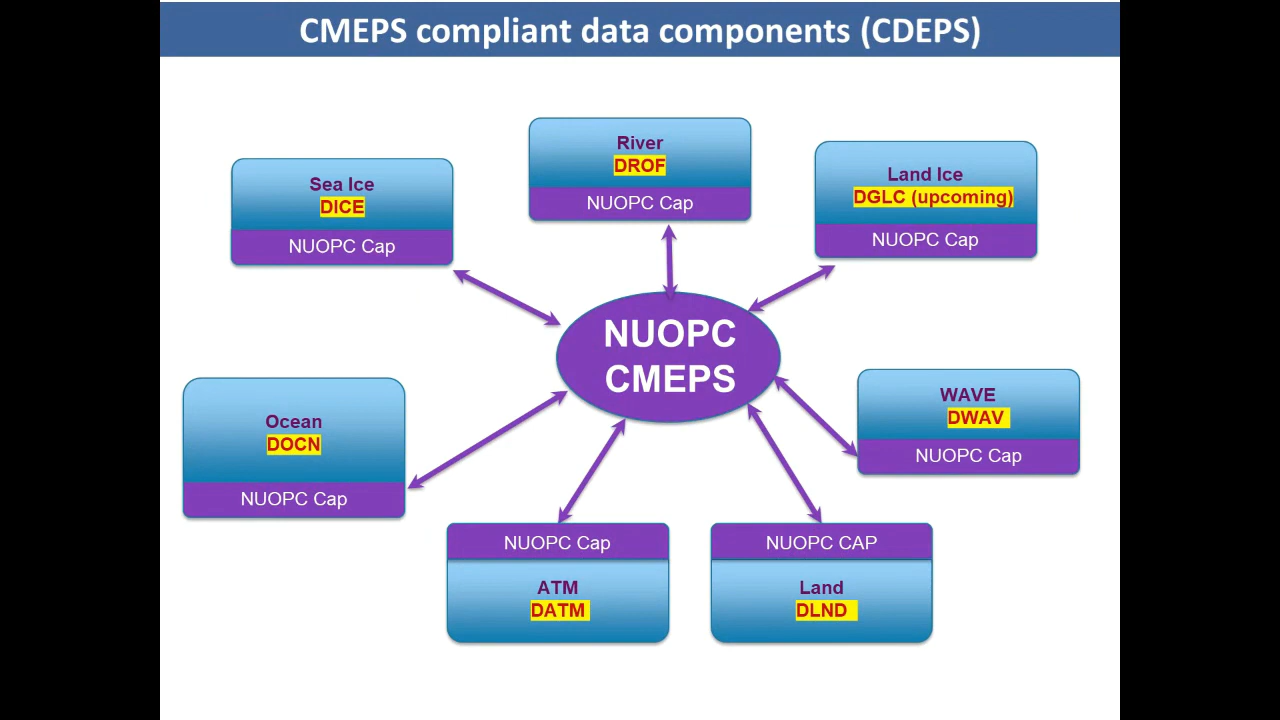 CMEPS compliant data components (CDEPS)
River
DROF
NUOPC Cap
Sea Ice
DICE
NUOPC Cap
Land Ice
DGLC (upcoming)
NUOPC Cap
NUOPC
CMEPS
Ocean
DOCN
NUOPC Cap
WAVE
DWAV
NUOPC Cap
NUOPC Cap
ATM
DATM
NUOPC CAP
Land
DLND